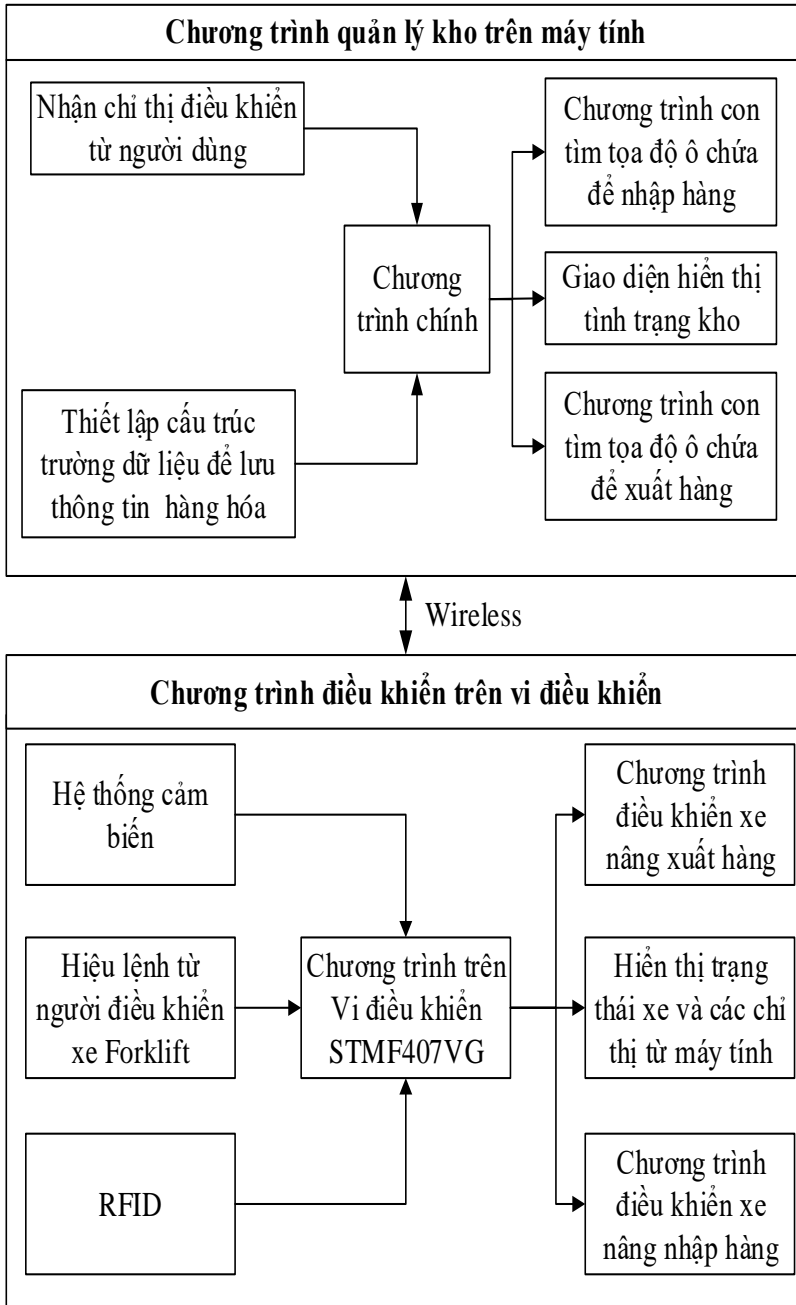 Chương trình quản lý kho trên máy tính
Nhận chỉ thị điều khiển
từ người dùng
Thiết lập cấu trúc
trường dữ liệu để lưu
thông tin hàng hóa
Chương
trình chính
Chương trình con
tìm tọa độ ô chứa
để nhập hàng
Giao diện hiển thị
tình trạng kho
Chương trình con
tìm tọa độ ô chứa
để xuất hàng
Wireless
Chương trình điều khiển trên vi điều khiển
Hệ thống cảm
biến
Hiệu lệnh từ
người điều khiển
xe Forklift
RFID
Chương trình trên
Vi điều khiển
STMF407VG
Chương trình
điều khiển xe
nâng xuất hàng
Hiển thị trạng
thái xe và các chỉ
thị từ máy tính
Chương trình
điều khiển xe
nâng nhập hàng